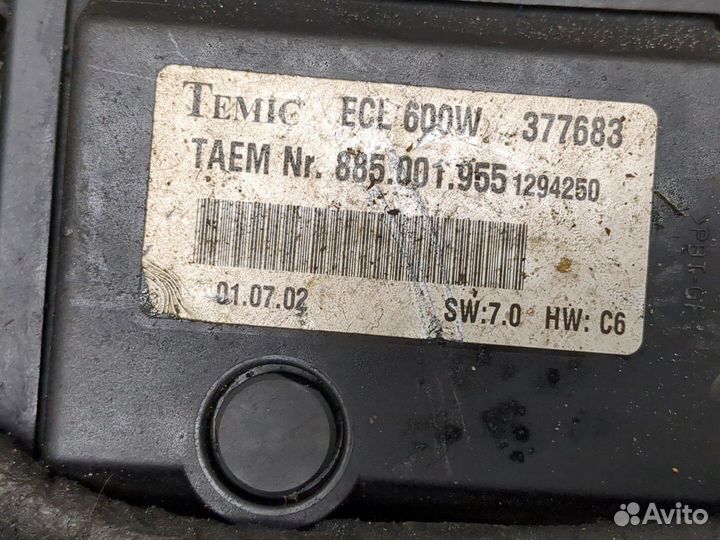 TEMIC ECL 600W 377683
TAEM Nr. 885.001.955 1294250
01.07.02 SW:7.0 HW: C6
Avito